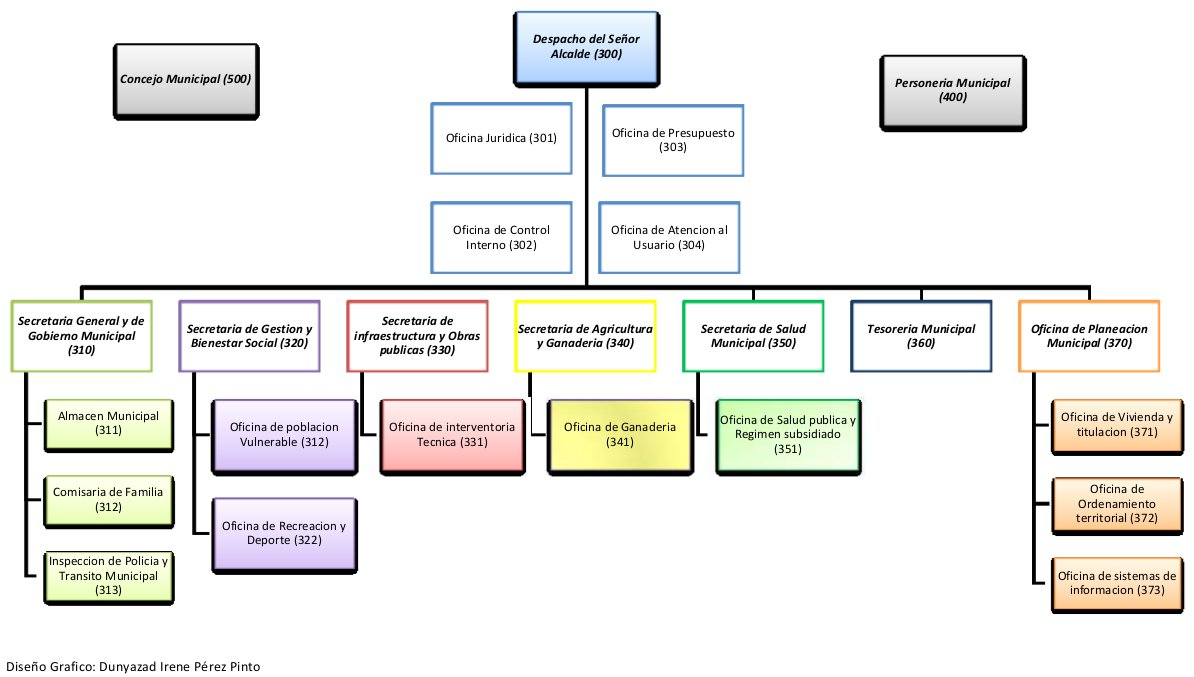 Despacho del Señor
Alcalde (300)
Concejo Municipal (500)
Personeria Municipal
(400)
Oficina Juridica (301)
Oficina de Presupuesto
(303)
Oficina de Control
Interno (302)
Oficina de Atencion al
Usuario (304)
Secretaria General y de
Gobierno Municipal
(310)
Secretaria de Gestion y
Bienestar Social (320)
Secretaria de
infraestructura y Obras
publicas (330)
Secretaria de Agricultura
y Ganaderia (340)
Secretaria de Salud
Municipal (350)
Tesoreria Municipal
(360)
Oficina de Planeacion
Municipal (370)
Almacen Municipal
(311)
Comisaria de Familia
(312)
Inspeccion de Policia y
Transito Municipal
(313)
Oficina de poblacion
Vulnerable (312)
Oficina de Recreacion y
Deporte (322)
Oficina de interventoria
Tecnica (331)
Oficina de Ganaderia
(341)
Oficina de Salud publica y
Regimen subsidiado
(351)
Oficina de Vivienda y
titulacion (371)
Oficina de
Ordenamiento
territorial (372)
Oficina de sistemas de
informacion (373)
Diseño Grafico: Dunyazad Irene Pérez Pinto